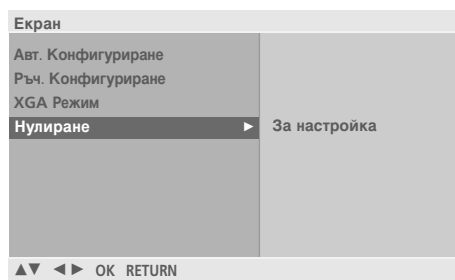 Екран
Авт. Конфигуриране
Ръч. Конфигуриране
XGA Режим
Нулиране ► За настройка
▲▼ ◄► OK RETURN